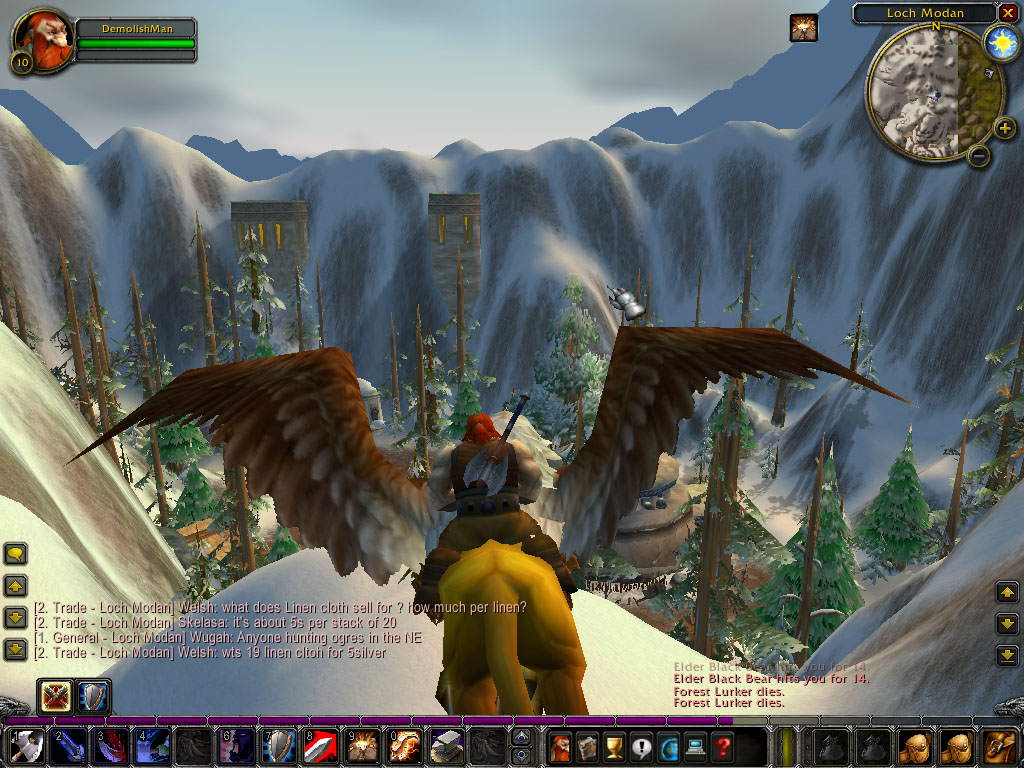 DemolishMan
10
Loch Modan
N
[2. Trade - Loch Modan] Welsh: what does Linen cloth sell for ? how much per linen?
[2. Trade - Loch Modan] Skelasa: it's about 5s per stack of 20
[1. General - Loch Modan] Wugah: Anyone hunting ogres in the NE
[2. Trade - Loch Modan] Welsh: wts 19 linen cltoh for 5silver
Elder Black Bear hits you for 14.
Elder Black Bear hits you for 14.
Forest Lurker dies.
Forest Lurker dies.
1 2 3 4 6 7 8 9 0